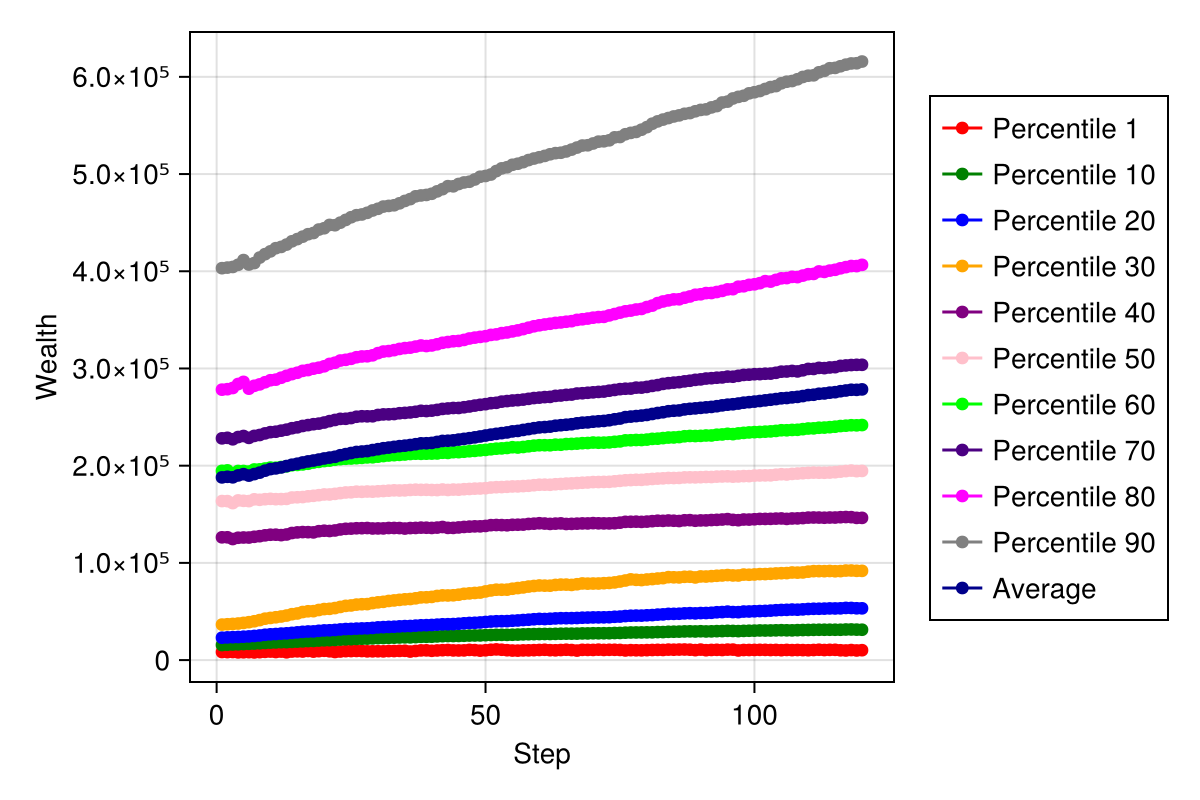 6.0×10⁵
5.0×10⁵
4.0×10⁵
3.0×10⁵
2.0×10⁵
1.0×10⁵
0
Wealth
0 50 100
Step
Percentile 1
Percentile 10
Percentile 20
Percentile 30
Percentile 40
Percentile 50
Percentile 60
Percentile 70
Percentile 80
Percentile 90
Average